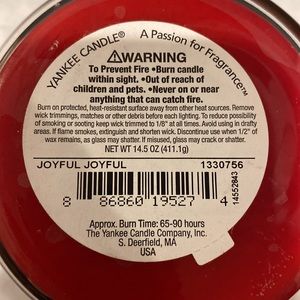 YANKEE CANDLE® A Passion for Fragrance™
⚠WARNING
To Prevent Fire •Burn candle
within sight. •Out of reach of
children and pets. •Never on or near
anything that can catch fire.
Burn on protected, heat-resistant surface away from other heat sources. Remove
wick trimmings, matches or other debris before each lighting. To reduce possibility
of smoking or sooting keep wick trimmed to 1/8" at all times. Avoid using in drafty
areas. If flame smokes, extinguish and shorten wick. Discontinue use when 1/2" of
wax remains, as glass may shatter. If misused, glass may crack or shatter.
NET WT 14.5 OZ (411.1g)
JOYFUL JOYFUL 1330756
8 86860 19527 4
14552843
Approx. Burn Time: 65-90 hours
The Yankee Candle Company, Inc.
S. Deerfield, MA
USA